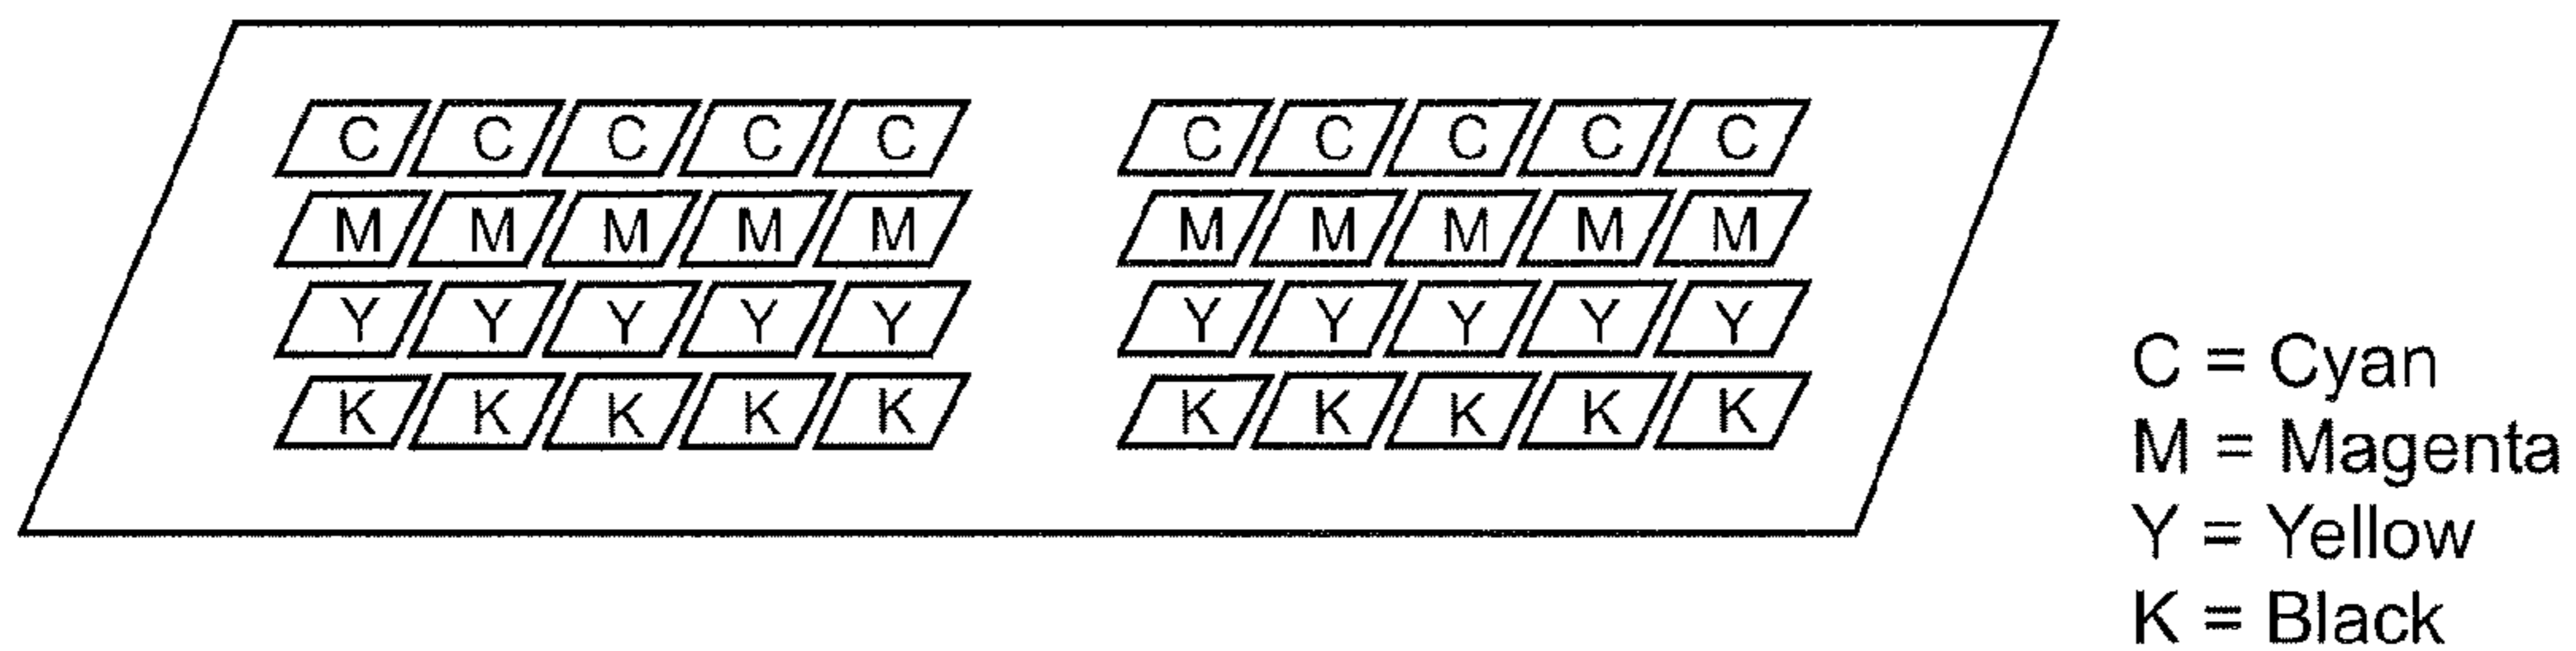 C C C C C C C C C C
M M M M M M M M M M
Y Y Y Y Y Y Y Y Y Y
K K K K K K K K K K
C = Cyan
M = Magenta
Y = Yellow
K = Black